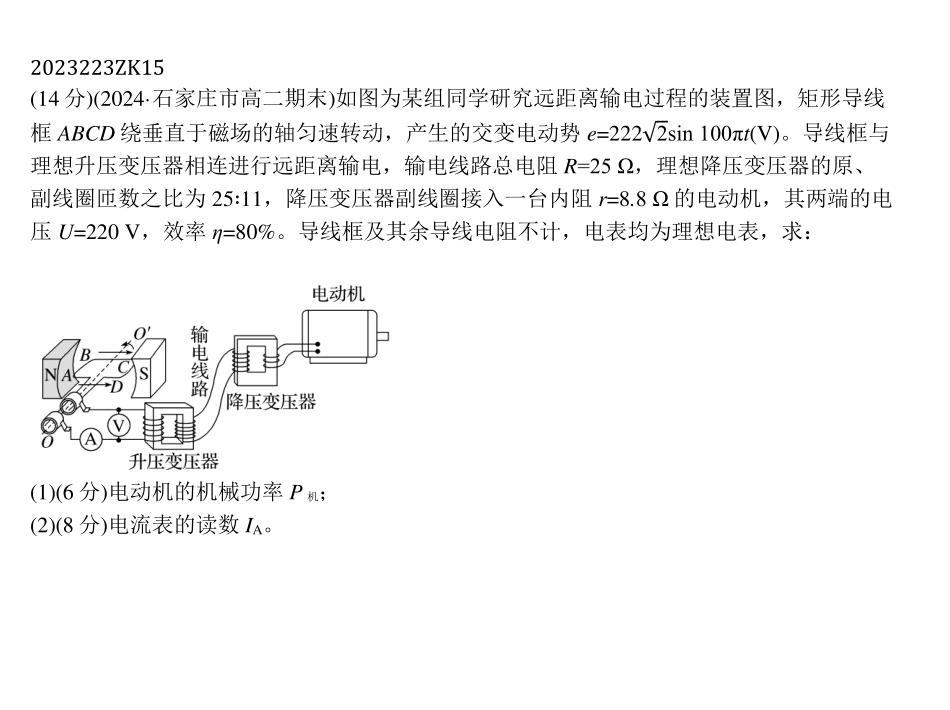 2023223ZK15
(14 分)(2024·石家庄市高二期末)如图为某组同学研究远距离输电过程的装置图，矩形导线
框 ABCD 绕垂直于磁场的轴匀速转动，产生的交变电动势 e=222√2sin 100πt(V)。导线框与
理想升压变压器相连进行远距离输电，输电线路总电阻 R=25 Ω，理想降压变压器的原、
副线圈匝数之比为 25∶11，降压变压器副线圈接入一台内阻 r=8.8 Ω 的电动机，其两端的电
压 U=220 V，效率 η=80%。导线框及其余导线电阻不计，电表均为理想电表，求：
电动机
O′
输电线路
B
N
A
C
S
D
降压变压器
V
O
A
升压变压器
(1)(6 分)电动机的机械功率 P机；
(2)(8 分)电流表的读数 IA。